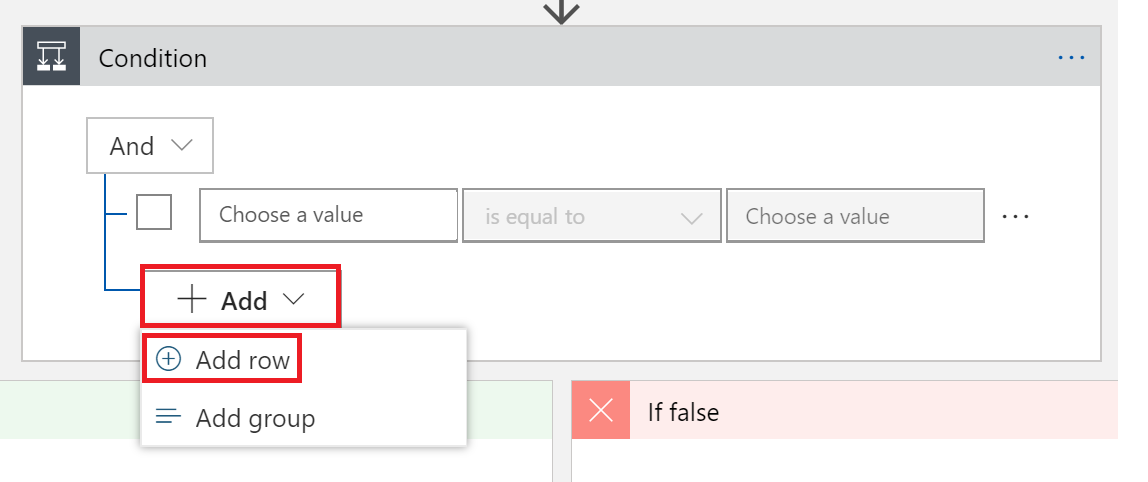 Condition
And
Choose a value
is equal to
Choose a value
Add
Add row
Add group
If false